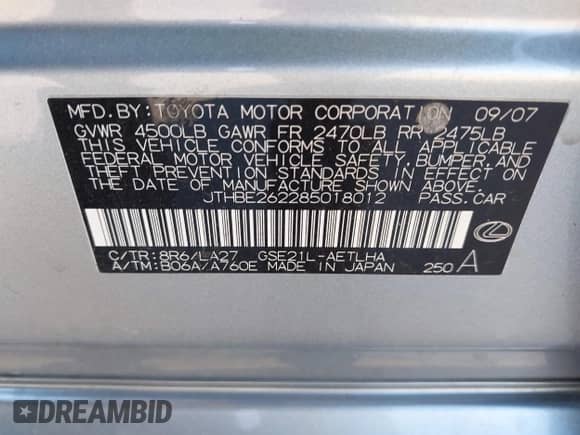 MFD. BY: TOYOTA MOTOR CORPORATION 09/07
GVWR 4500LB GAWR FR 2470LB RR 2475LB
THIS VEHICLE CONFORMS TO ALL APPLICABLE
FEDERAL MOTOR VEHICLE SAFETY, BUMPER, AND
THEFT PREVENTION STANDARDS IN EFFECT ON
THE DATE OF MANUFACTURE SHOWN ABOVE.
JTHBE262285018012 PASS. CAR
C/TR: 8R6/LA27 GSE21L-AETLHA
A/TM: B06A/A760E MADE IN JAPAN 250 A
DREAMBID